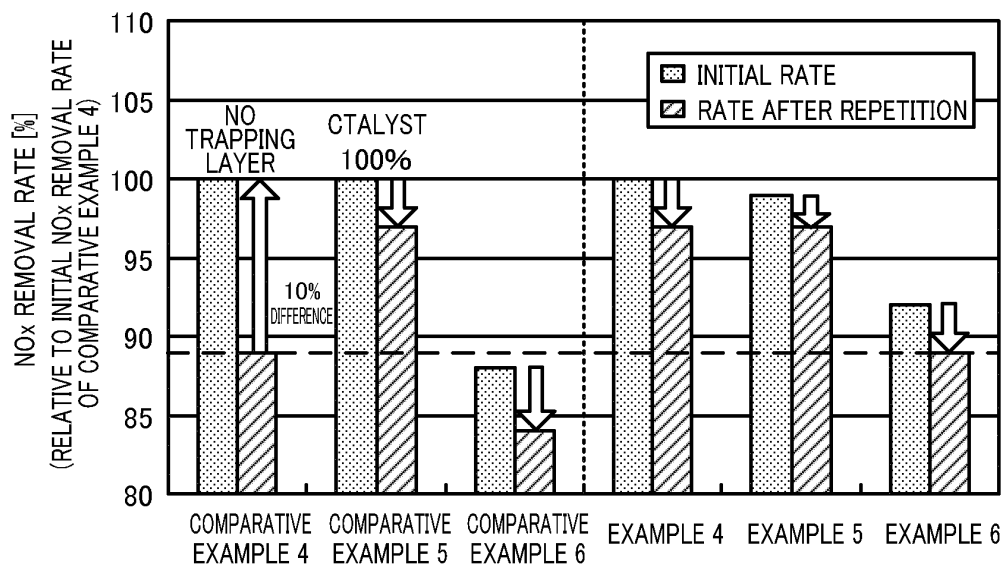 NOx REMOVAL RATE [%]
(RELATIVE TO INITIAL NOx REMOVAL RATE
OF COMPARATIVE EXAMPLE 4)
110
105
100
95
90
85
80
INITIAL RATE
RATE AFTER REPETITION
NO
TRAPPING
LAYER
CTALYST
100%
10%
DIFFERENCE
COMPARATIVE
EXAMPLE 4
COMPARATIVE
EXAMPLE 5
COMPARATIVE
EXAMPLE 6
EXAMPLE 4
EXAMPLE 5
EXAMPLE 6